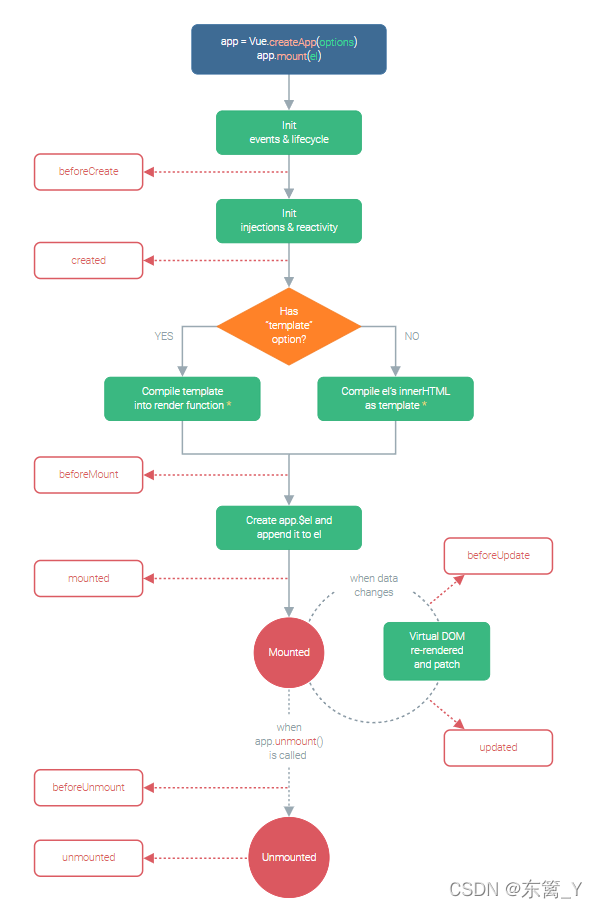 app = Vue.createApp(options)
app.mount(el)
Init
events & lifecycle
beforeCreate
Init
injections & reactivity
created
Has
"template"
option?
YES
NO
Compile template
into render function *
Compile el's innerHTML
as template *
beforeMount
Create app.$el and
append it to el
beforeUpdate
mounted
when data
changes
Virtual DOM
re-rendered
and patch
Mounted
when
app.unmount()
is called
updated
beforeUnmount
unmounted
Unmounted
CSDN @东篱_Y